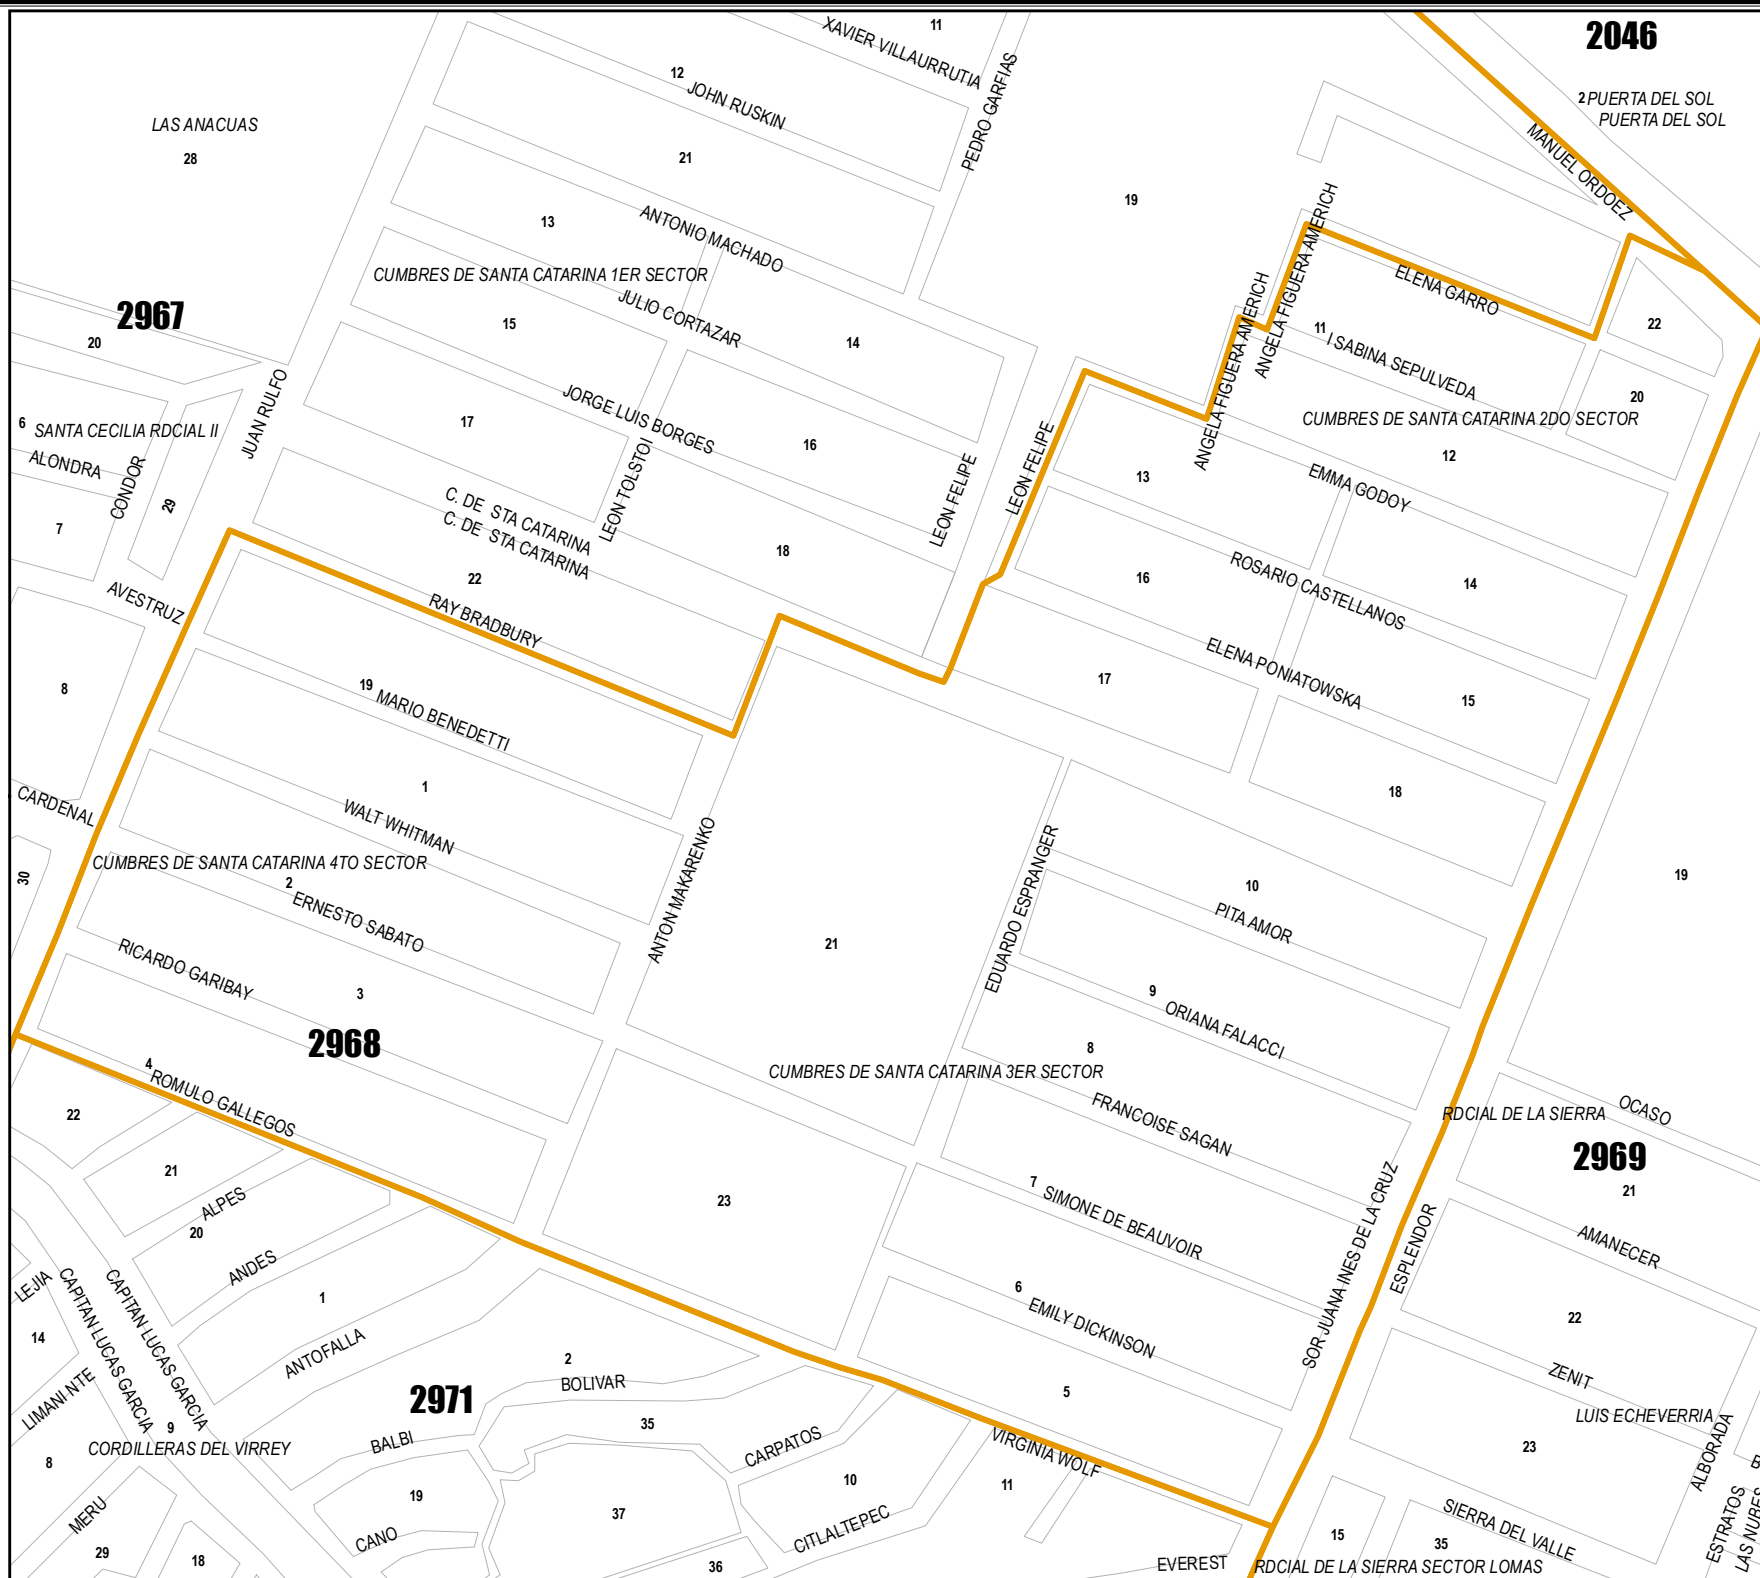 11
XAVIER VILLAURRUTIA
2046
12
JOHN RUSKIN
PEDRO GARFIAS
2 PUERTA DEL SOL
PUERTA DEL SOL
LAS ANACUAS
28
21
MANUEL ORDOEZ
19
13
ANTONIO MACHADO
ANGELA FIGUERA AMERICH
CUMBRES DE SANTA CATARINA 1ER SECTOR
ELENA GARRO
2967
JULIO CORTAZAR
15
14
ANGELA FIGUERA AMERICH
11
I SABINA SEPULVEDA
22
20
20
JUAN RULFO
JORGE LUIS BORGES
17
16
CUMBRES DE SANTA CATARINA 2DO SECTOR
6
SANTA CECILIA RDCIAL II
ALONDRA
CONDOR
29
LEON TOLSTOI
LEON FELIPE
LEON FELIPE
12
13
EMMA GODOY
7
C. DE STA CATARINA
C. DE STA CATARINA
18
22
16
ROSARIO CASTELLANOS
14
AVESTRUZ
RAY BRADBURY
ELENA PONIATOWSKA
17
15
8
19
MARIO BENEDETTI
1
18
CARDENAL
WALT WHITMAN
CUMBRES DE SANTA CATARINA 4TO SECTOR
30
2
ERNESTO SABATO
ANTON MAKARENKO
EDUARDO ESPRANGER
10
PITA AMOR
19
21
RICARDO GARIBAY
3
9
ORIANA FALACCI
2968
8
4
ROMULO GALLEGOS
CUMBRES DE SANTA CATARINA 3ER SECTOR
FRANCOISE SAGAN
RDCIAL DE LA SIERRA
OCASO
22
2969
21
21
7
SIMONE DE BEAUVOIR
23
SOR JUANA INES DE LA CRUZ
ESPLENDOR
ALPES
20
AMANECER
ANDES
LEJIA
CAPITAN LUCAS GARCIA
CAPITAN LUCAS GARCIA
1
6
EMILY DICKINSON
22
14
ANTOFALLA
2
BOLIVAR
ZENIT
LIMANI NTE
2971
5
LUIS ECHEVERRIA
9
CORDILLERAS DEL VIRREY
35
BALBI
CARPATOS
VIRGINIA WOLF
23
ALBORADA
8
10
11
19
MERU
37
CITLALTEPEC
SIERRA DEL VALLE
ESTRATOS
LAS NUBES
CANO
15
35
29
18
36
EVEREST
RDCIAL DE LA SIERRA SECTOR LOMAS